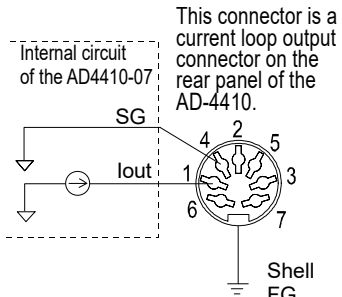 This connector is a
current loop output
connector on the
rear panel of the
AD-4410.
Internal circuit
of the AD4410-07
SG
Iout
4
2
5
1
3
6
7
Shell
FG